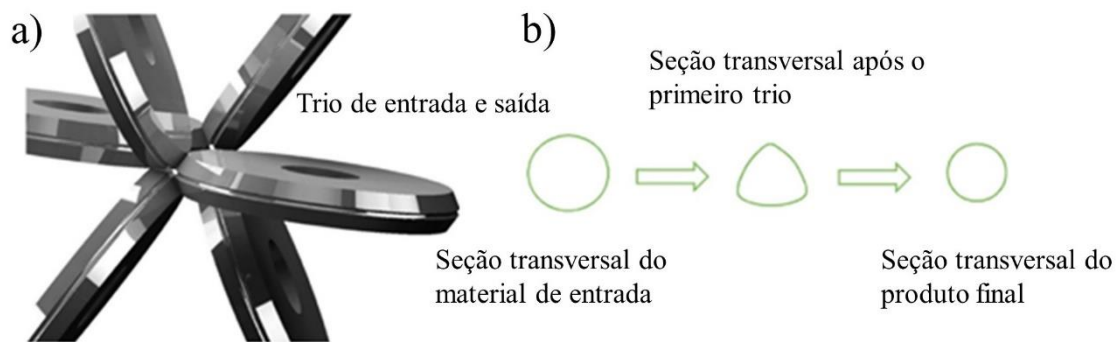 a)
b)
Seção transversal após o
primeiro trio
Trio de entrada e saída
Seção transversal do
material de entrada
Seção transversal do
produto final